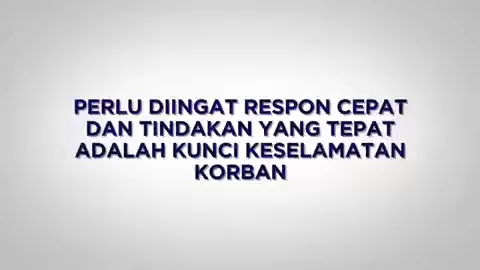 PERLU DIINGAT RESPON CEPAT
DAN TINDAKAN YANG TEPAT
ADALAH KUNCI KESELAMATAN
KORBAN